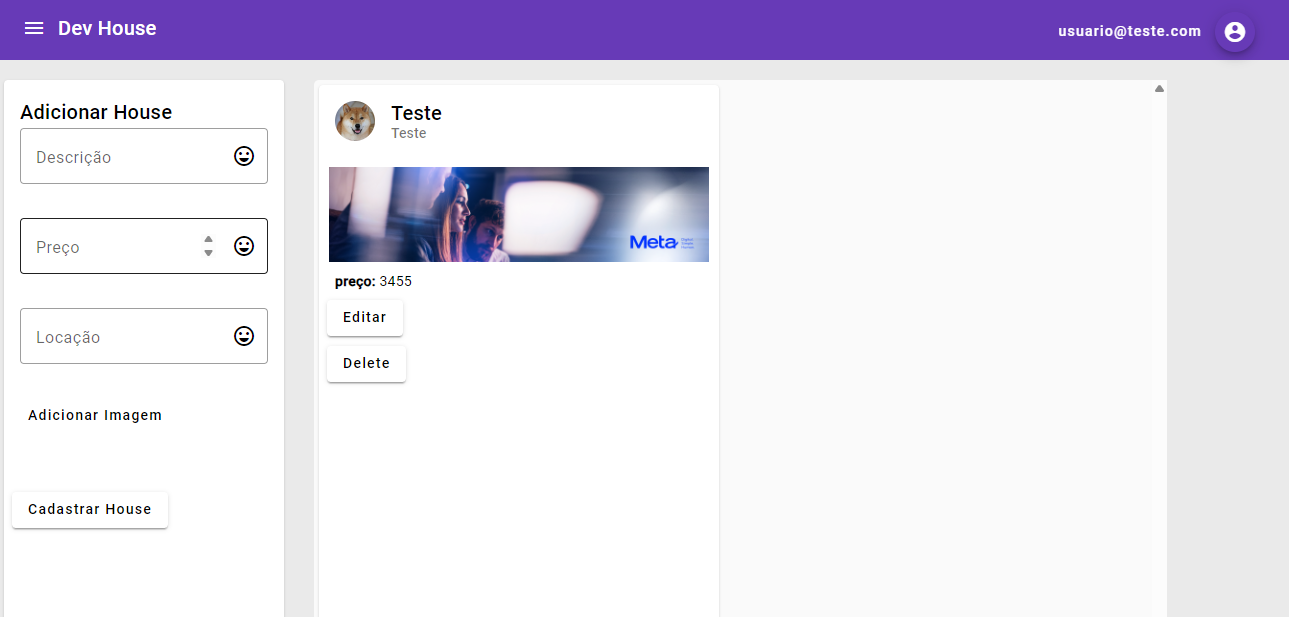 Dev House
usuario@teste.com
Adicionar House
Descrição
Preço
Locação
Adicionar Imagem
Cadastrar House
Teste
Teste
Meta
preço: 3455
Editar
Delete